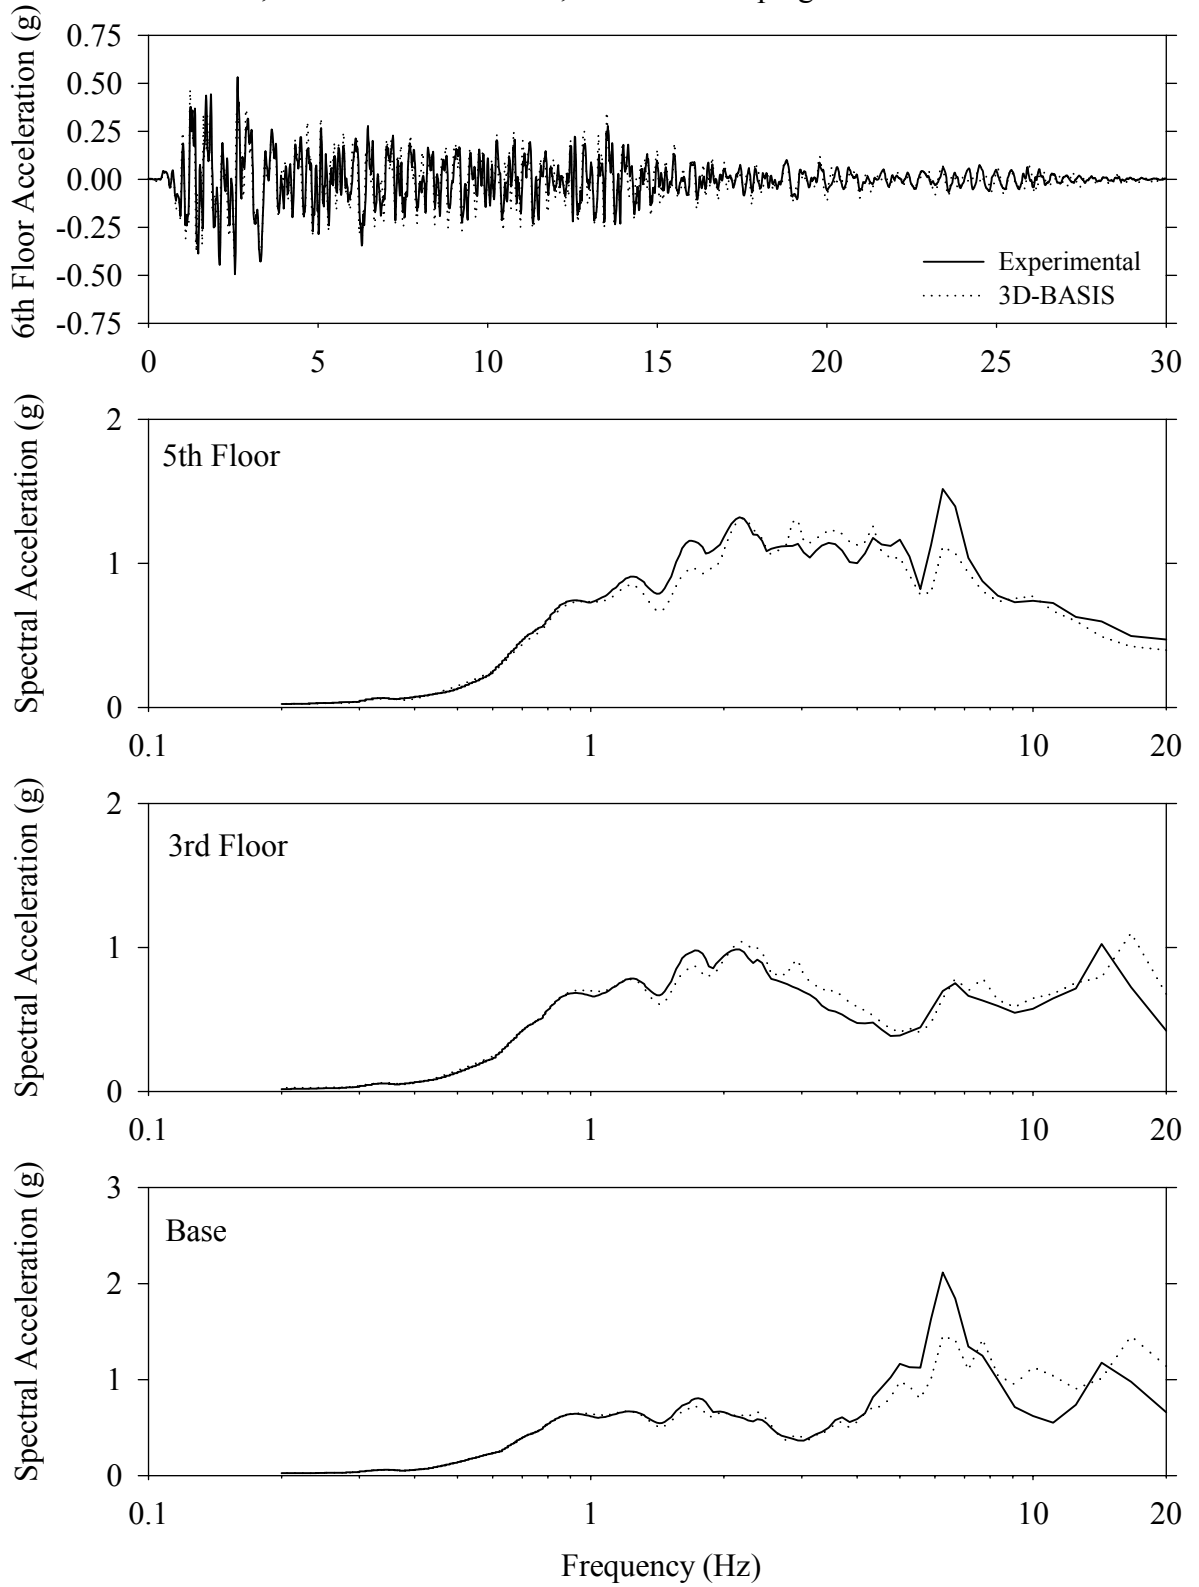 6th Floor Acceleration (g)
0.75
0.50
0.25
0.00
-0.25
-0.50
-0.75
Experimental
3D-BASIS
0 5 10 15 20 25 30
Spectral Acceleration (g)
2
1
0
5th Floor
0.1 1 10 20
Spectral Acceleration (g)
2
1
0
3rd Floor
0.1 1 10 20
Spectral Acceleration (g)
3
2
1
0
Base
0.1 1 10 20
Frequency (Hz)